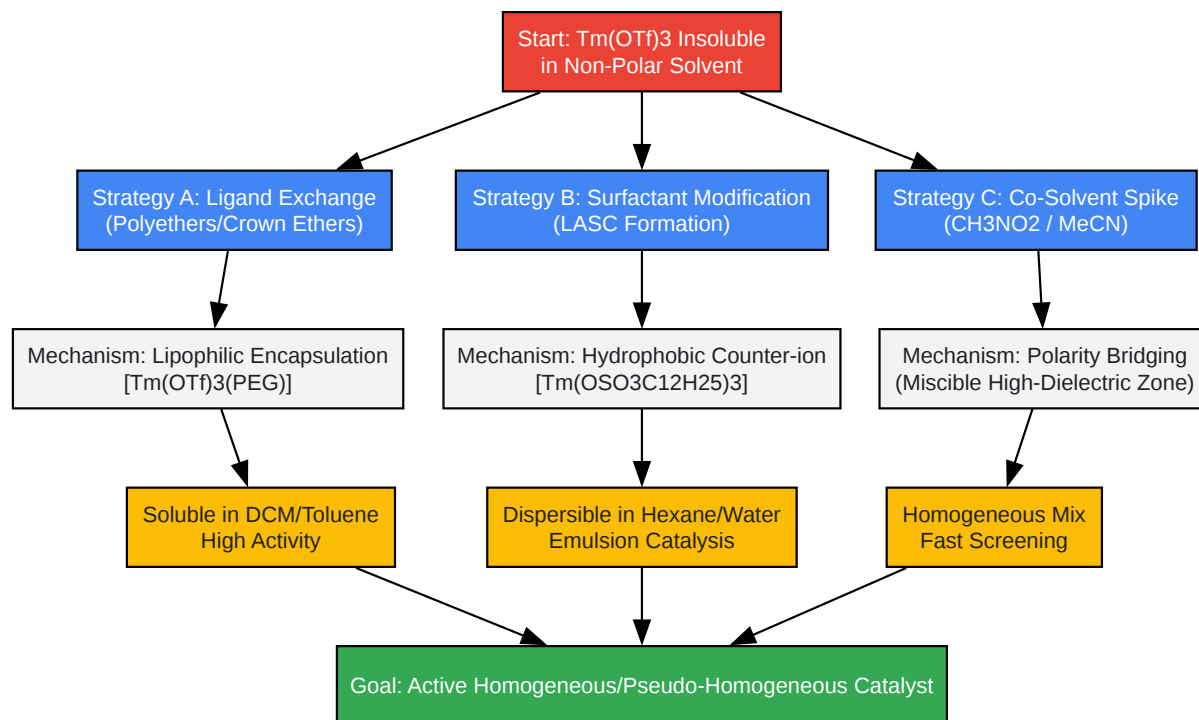 Start: Tm(OTf)3 Insoluble
in Non-Polar Solvent
Strategy A: Ligand Exchange
(Polyethers/Crown Ethers)
Strategy B: Surfactant Modification
(LASC Formation)
Strategy C: Co-Solvent Spike
(CH3NO2 / MeCN)
Mechanism: Lipophilic Encapsulation
[Tm(OTf)3(PEG)]
Mechanism: Hydrophobic Counter-ion
[Tm(OSO3C12H25)3]
Mechanism: Polarity Bridging
(Miscible High-Dielectric Zone)
Soluble in DCM/Toluene
High Activity
Dispersible in Hexane/Water
Emulsion Catalysis
Homogeneous Mix
Fast Screening
Goal: Active Homogeneous/Pseudo-Homogeneous Catalyst